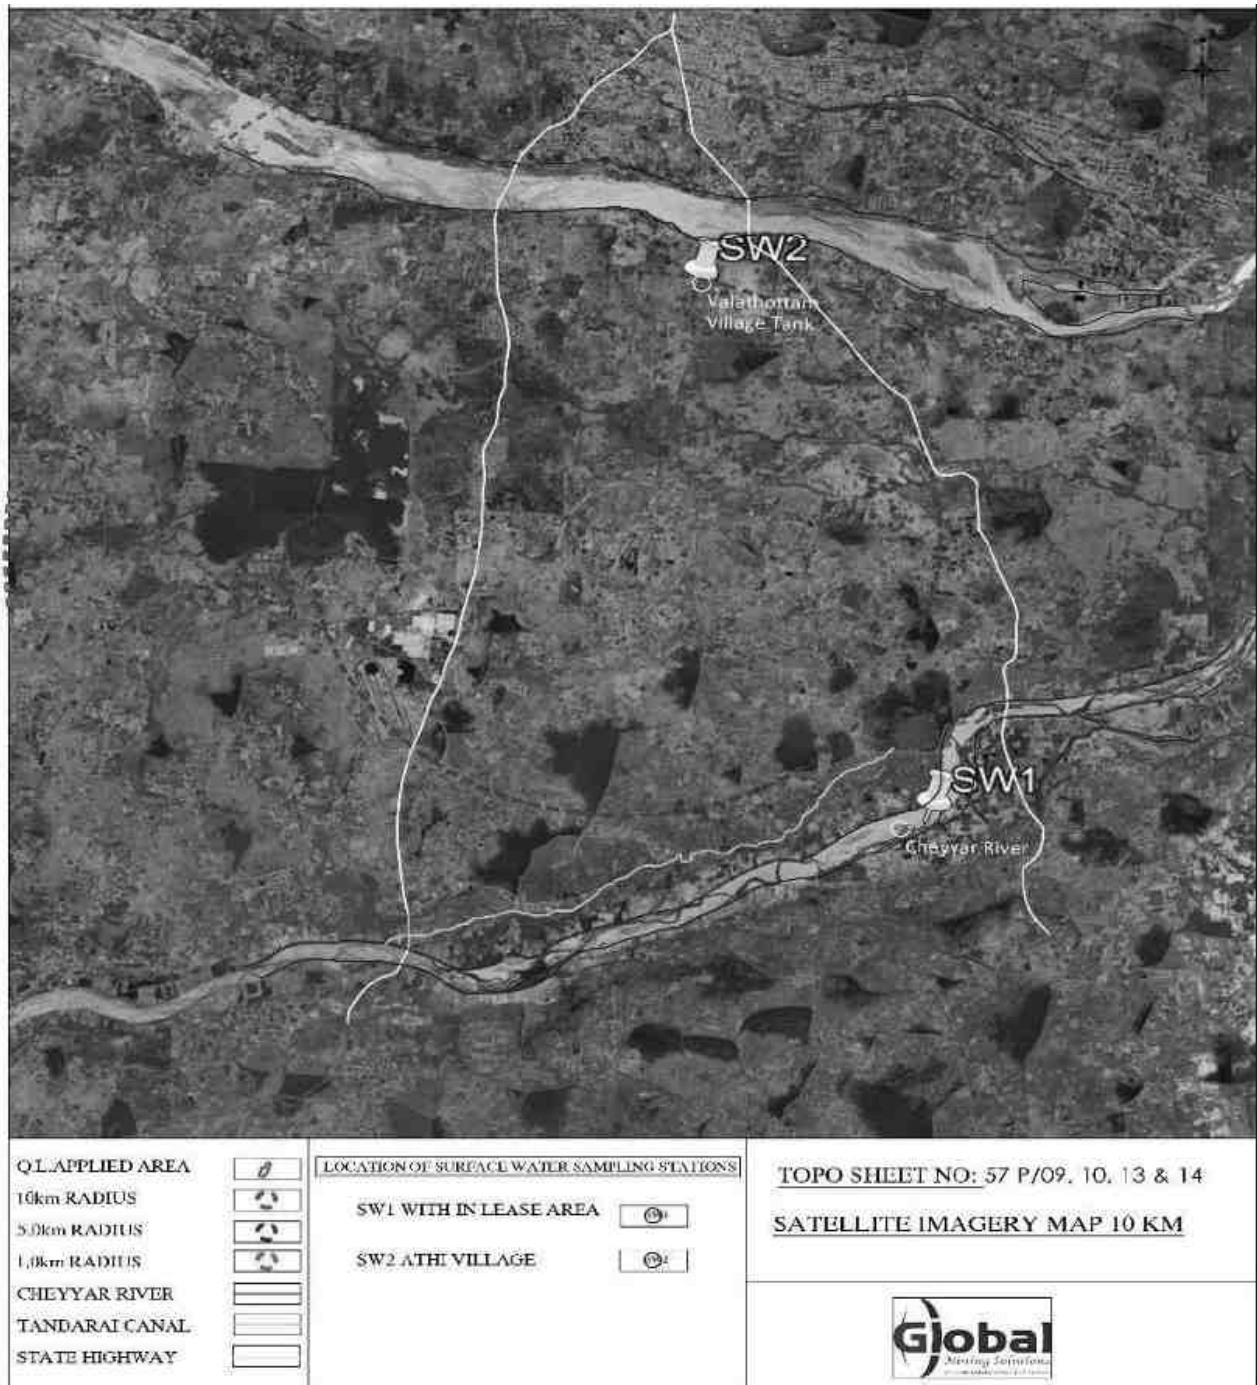 SW2
Valathottam
Village Tank
SW1
Cheyyar River
Q.L.APPLIED AREA
10km RADIUS
5.0km RADIUS
1.0km RADIUS
CHEYYAR RIVER
TANDARAI CANAL
STATE HIGHWAY
LOCATION OF SURFACE WATER SAMPLING STATIONS
SW1 WITH IN LEASE AREA
SW2 ATHI VILLAGE
TOPO SHEET NO: 57 P/09, 10, 13 & 14
SATELLITE IMAGERY MAP 10 KM
Global
Mining Solutions